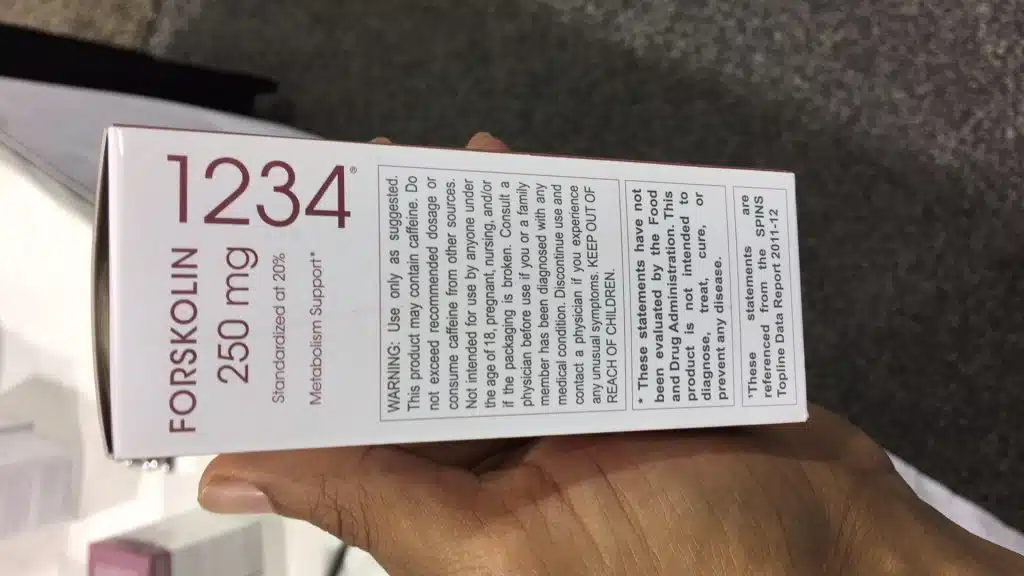 FORSKOLIN 1234®
250 mg
Standardized at 20%
Metabolism Support*
WARNING: Use only as suggested.
This product may contain caffeine. Do
not exceed recommended dosage or
consume caffeine from other sources.
Not intended for use by anyone under
the age of 18, pregnant, nursing, and/or
if the packaging is broken. Consult a
physician before use if you or a family
member has been diagnosed with any
medical condition. Discontinue use and
contact a physician if you experience
any unusual symptoms. KEEP OUT OF
REACH OF CHILDREN.
* These statements have not
been evaluated by the Food
and Drug Administration. This
product is not intended to
diagnose, treat, cure, or
prevent any disease.
¹These statements are
referenced from the SPINS
Topline Data Report 2011-12